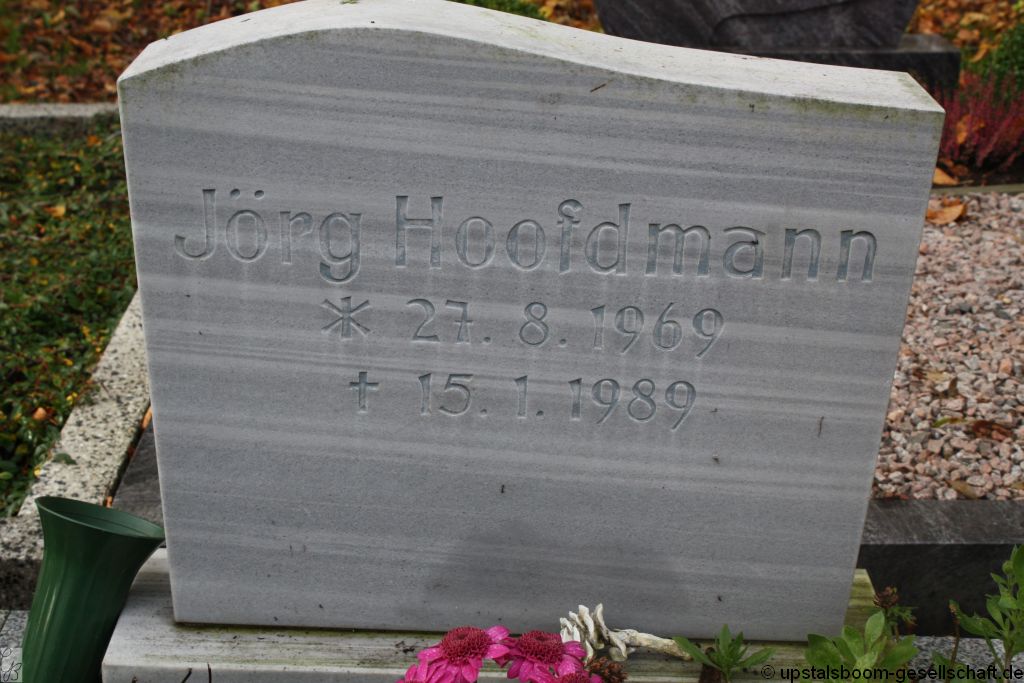 Jörg Hoofdmann
* 27. 8. 1969
† 15. 1. 1989
© upstalsboom-gesellschaft.de